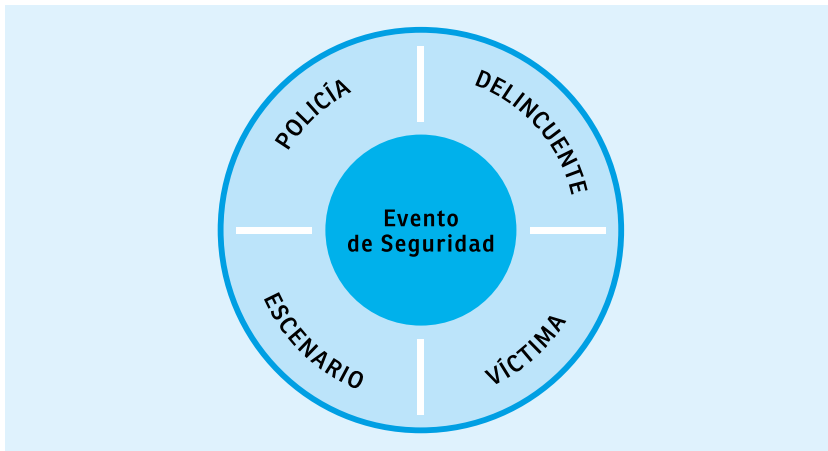 POLICÍA
DELINCUENTE
Evento
de Seguridad
ESCENARIO
VÍCTIMA